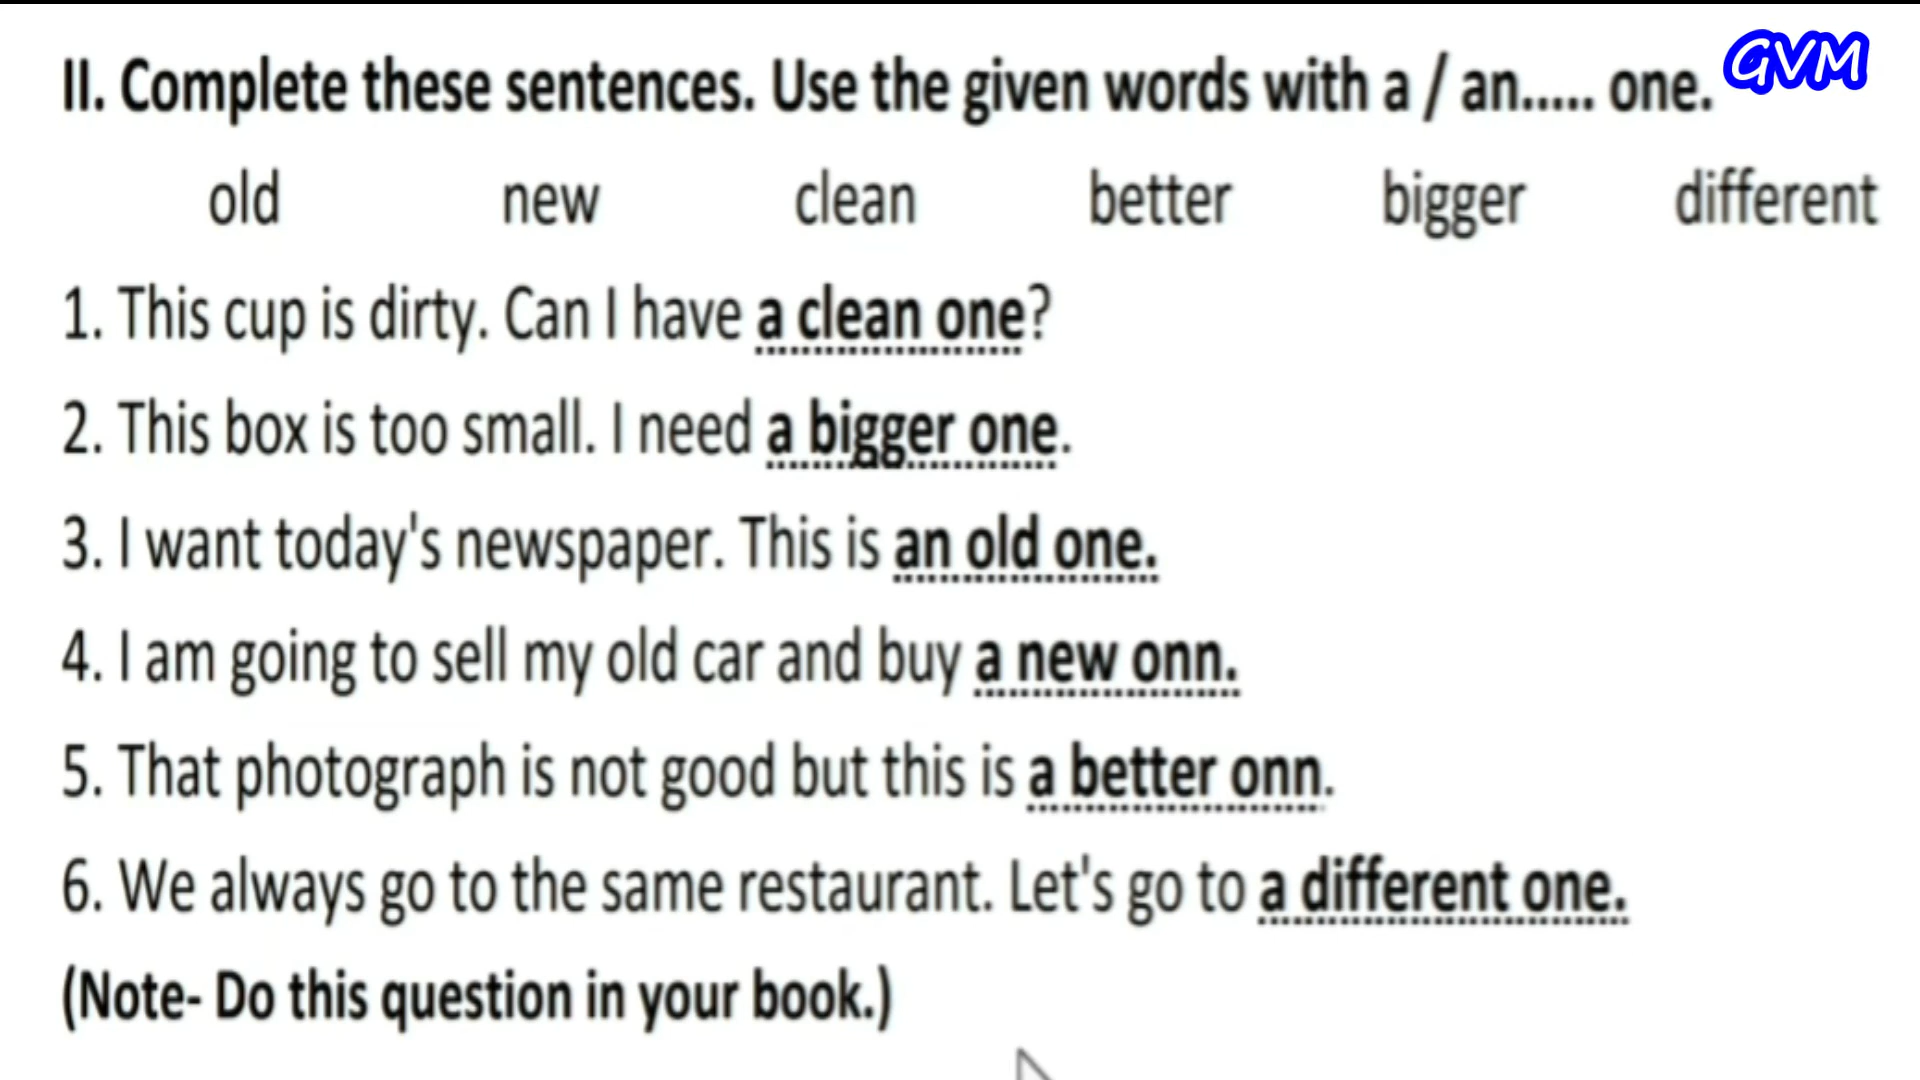 II. Complete these sentences. Use the given words with a / an..... one.
GVM
old new clean better bigger different
1. This cup is dirty. Can I have a clean one?
2. This box is too small. I need a bigger one.
3. I want today's newspaper. This is an old one.
4. I am going to sell my old car and buy a new onn.
5. That photograph is not good but this is a better onn.
6. We always go to the same restaurant. Let's go to a different one.
(Note- Do this question in your book.)